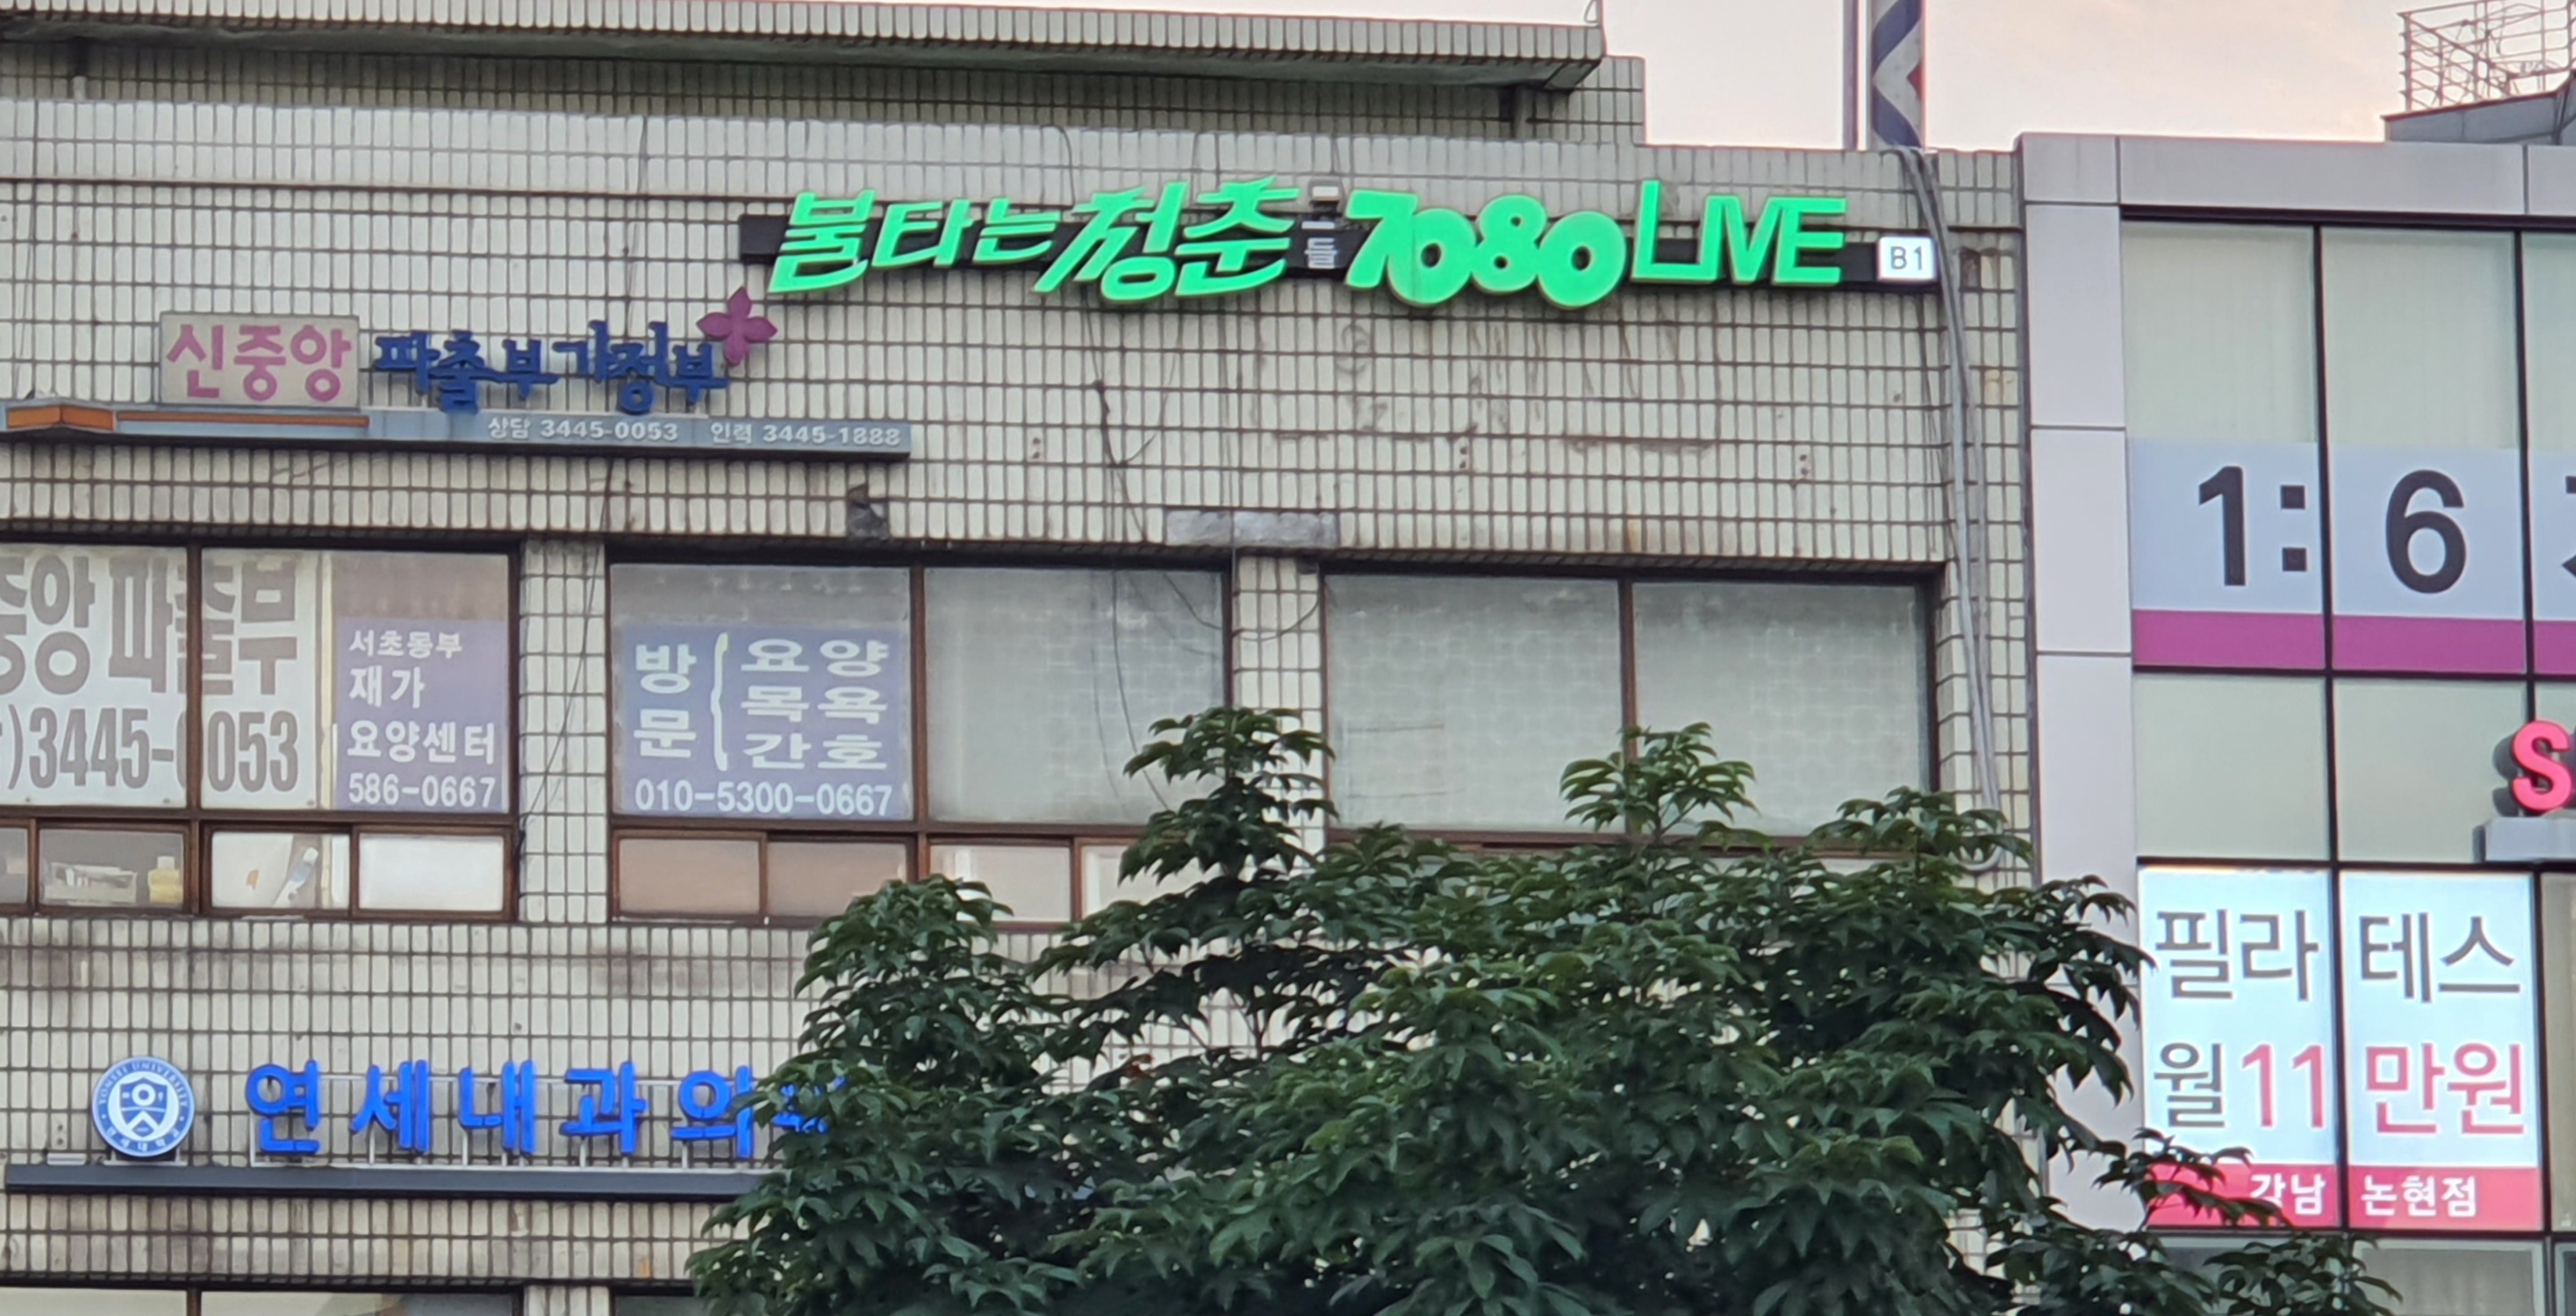 불타는청춘들 7080 LIVE B1
신중앙 파출부 가정부
상담 3445-0053 인력 3445-1888
중앙 파출부
)3445-0053
서초동부
재가
요양센터
586-0667
방문 { 요양
목욕
간호
010-5300-0667
연세내과의
YONSEI UNIVERSITY
1:6
필라테스
월 11만원
강남 논현점
S